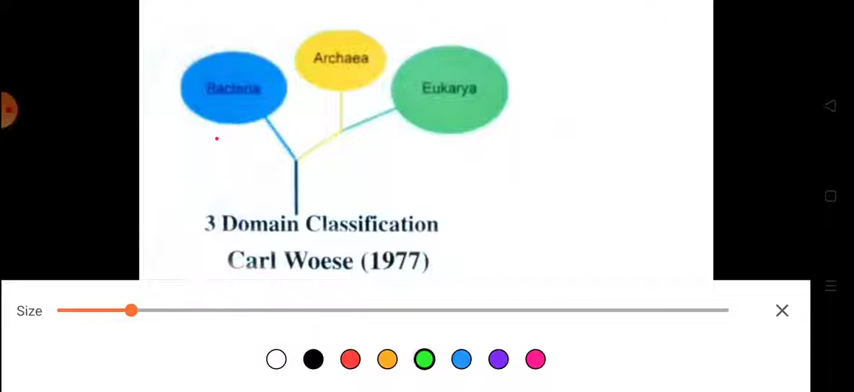 Archaea
Bacteria
Eukarya
3 Domain Classification
Carl Woese (1977)
Size